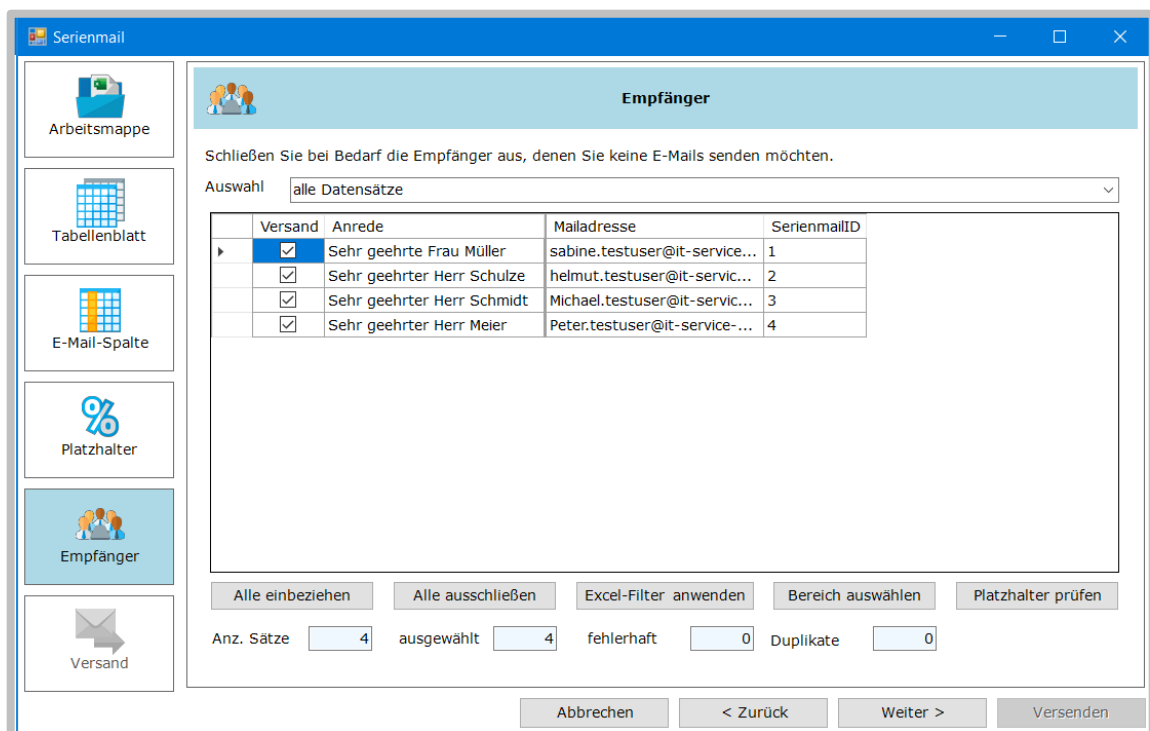 Serienmail
Arbeitsmappe
Tabellenblatt
E-Mail-Spalte
Platzhalter
Empfänger
Versand
Empfänger
Schließen Sie bei Bedarf die Empfänger aus, denen Sie keine E-Mails senden möchten.
Auswahl alle Datensätze
Versand Anrede Mailadresse SerienmailID
Sehr geehrte Frau Müller sabine.testuser@it-service... 1
Sehr geehrter Herr Schulze helmut.testuser@it-servic... 2
Sehr geehrter Herr Schmidt Michael.testuser@it-servic... 3
Sehr geehrter Herr Meier Peter.testuser@it-service-... 4
Alle einbeziehen Alle ausschließen Excel-Filter anwenden Bereich auswählen Platzhalter prüfen
Anz. Sätze 4 ausgewählt 4 fehlerhaft 0 Duplikate 0
Abbrechen < Zurück Weiter > Versenden